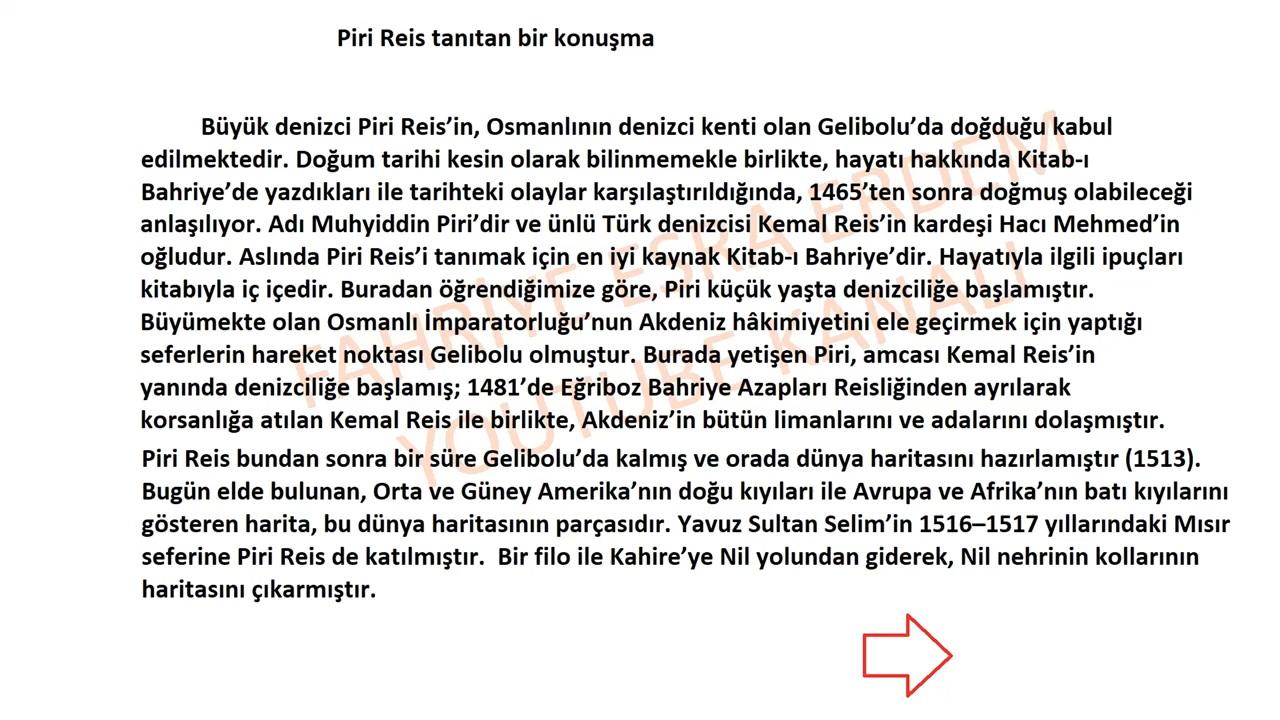 Piri Reis tanıtan bir konuşma
Büyük denizci Piri Reis’in, Osmanlının denizci kenti olan Gelibolu’da doğduğu kabul
edilmektedir. Doğum tarihi kesin olarak bilinmemekle birlikte, hayatı hakkında Kitab-ı
Bahriye’de yazdıkları ile tarihteki olaylar karşılaştırıldığında, 1465’ten sonra doğmuş olabileceği
anlaşılıyor. Adı Muhyiddin Piri’dir ve ünlü Türk denizcisi Kemal Reis’in kardeşi Hacı Mehmed’in
oğludur. Aslında Piri Reis’i tanımak için en iyi kaynak Kitab-ı Bahriye’dir. Hayatıyla ilgili ipuçları
kitabıyla iç içedir. Buradan öğrendiğimize göre, Piri küçük yaşta denizciliğe başlamıştır.
Büyümekte olan Osmanlı İmparatorluğu’nun Akdeniz hâkimiyetini ele geçirmek için yaptığı
seferlerin hareket noktası Gelibolu olmuştur. Burada yetişen Piri, amcası Kemal Reis’in
yanında denizciliğe başlamış; 1481’de Eğriboz Bahriye Azapları Reisliğinden ayrılarak
korsanlığa atılan Kemal Reis ile birlikte, Akdeniz’in bütün limanlarını ve adalarını dolaşmıştır.
Piri Reis bundan sonra bir süre Gelibolu’da kalmış ve orada dünya haritasını hazırlamıştır (1513).
Bugün elde bulunan, Orta ve Güney Amerika’nın doğu kıyıları ile Avrupa ve Afrika’nın batı kıyılarını
gösteren harita, bu dünya haritasının parçasıdır. Yavuz Sultan Selim’in 1516–1517 yıllarındaki Mısır
seferine Piri Reis de katılmıştır.  Bir filo ile Kahire’ye Nil yolundan giderek, Nil nehrinin kollarının
haritasını çıkarmıştır.
FAHRİYE ESRA ERDEM
YOUTUBE KANALI